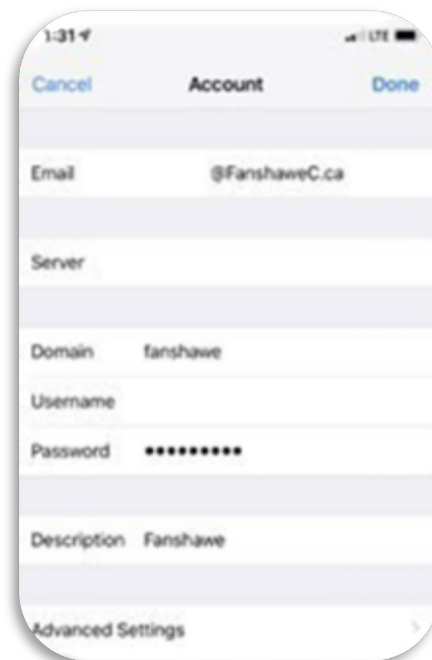 1:31 LTE
Cancel Account Done
Email @FanshaweC.ca
Server
Domain fanshawe
Username
Password •••••••••
Description Fanshawe
Advanced Settings